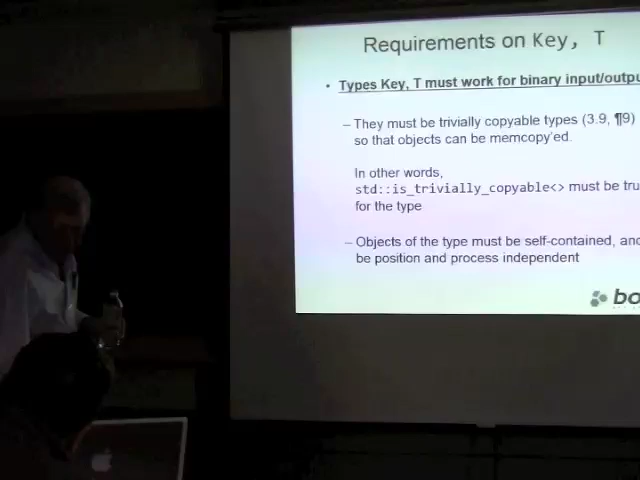 Requirements on Key, T
• Types Key, T must work for binary input/outpu
– They must be trivially copyable types (3.9, ¶9)
so that objects can be memcopy'ed.
In other words,
std::is_trivially_copyable<> must be tru
for the type
– Objects of the type must be self-contained, and
be position and process independent
bo